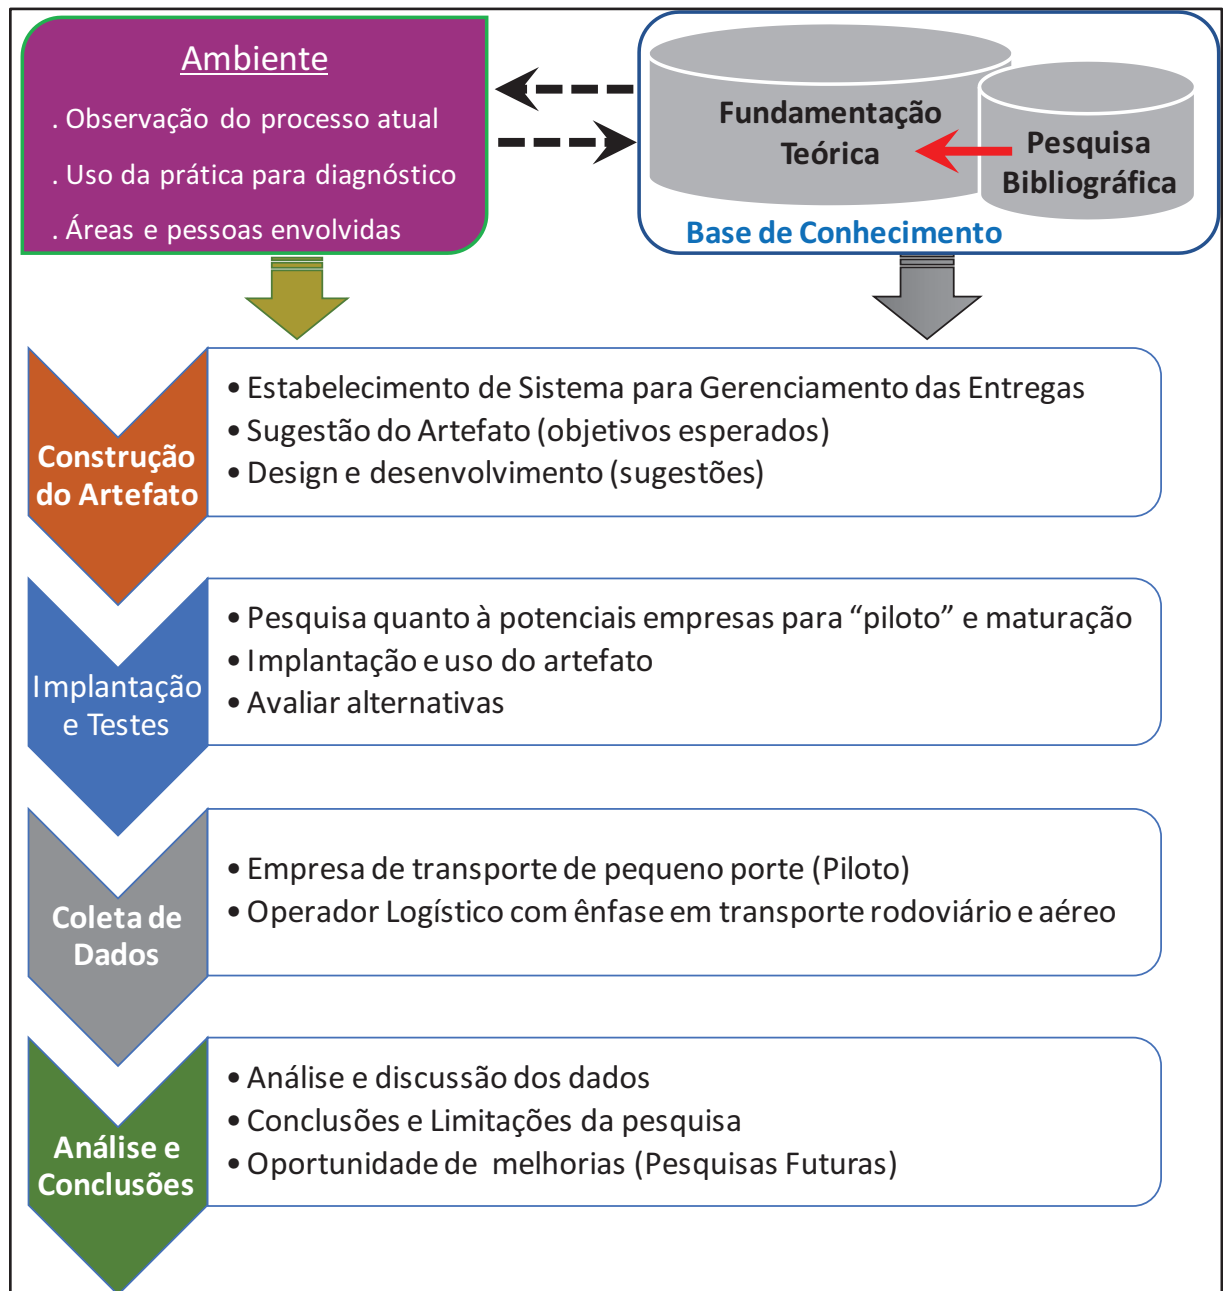 Ambiente
. Observação do processo atual
. Uso da prática para diagnóstico
. Áreas e pessoas envolvidas
Fundamentação
Teórica
Pesquisa
Bibliográfica
Base de Conhecimento
Construção
do Artefato
• Estabelecimento de Sistema para Gerenciamento das Entregas
• Sugestão do Artefato (objetivos esperados)
• Design e desenvolvimento (sugestões)
Implantação
e Testes
• Pesquisa quanto à potenciais empresas para “piloto” e maturação
• Implantação e uso do artefato
• Avaliar alternativas
Coleta de
Dados
• Empresa de transporte de pequeno porte (Piloto)
• Operador Logístico com ênfase em transporte rodoviário e aéreo
Análise e
Conclusões
• Análise e discussão dos dados
• Conclusões e Limitações da pesquisa
• Oportunidade de melhorias (Pesquisas Futuras)